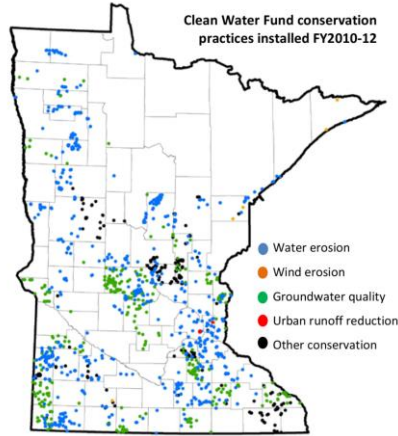 Clean Water Fund conservation
practices installed FY2010-12
Water erosion
Wind erosion
Groundwater quality
Urban runoff reduction
Other conservation